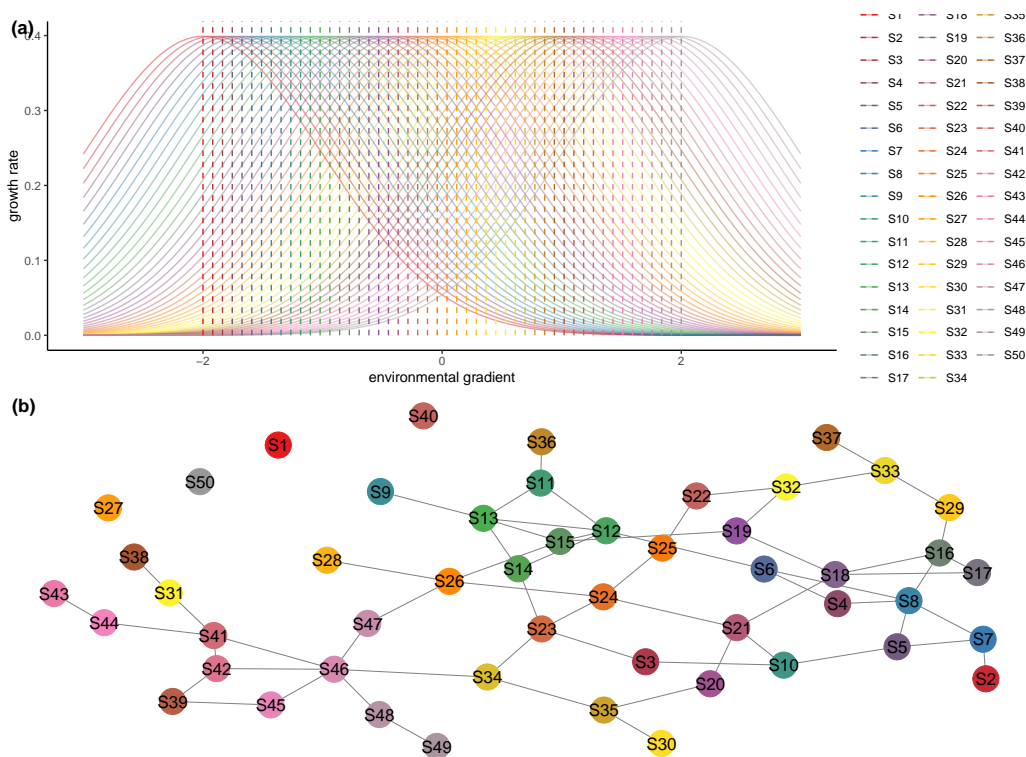 (a)
growth rate
0.4
0.3
0.2
0.1
0.0
−2
0
2
environmental gradient
S1 S18 S35
S2 S19 S36
S3 S20 S37
S4 S21 S38
S5 S22 S39
S6 S23 S40
S7 S24 S41
S8 S25 S42
S9 S26 S43
S10 S27 S44
S11 S28 S45
S12 S29 S46
S13 S30 S47
S14 S31 S48
S15 S32 S49
S16 S33 S50
S17 S34
(b)
S40
S1
S36
S37
S50
S9
S11
S22
S32
S33
S27
S13
S12
S19
S29
S38
S28
S15
S25
S16
S43
S31
S26
S14
S24
S6
S18
S17
S44
S41
S47
S23
S21
S4
S8
S42
S46
S34
S3
S10
S5
S7
S39
S45
S48
S35
S20
S2
S49
S30